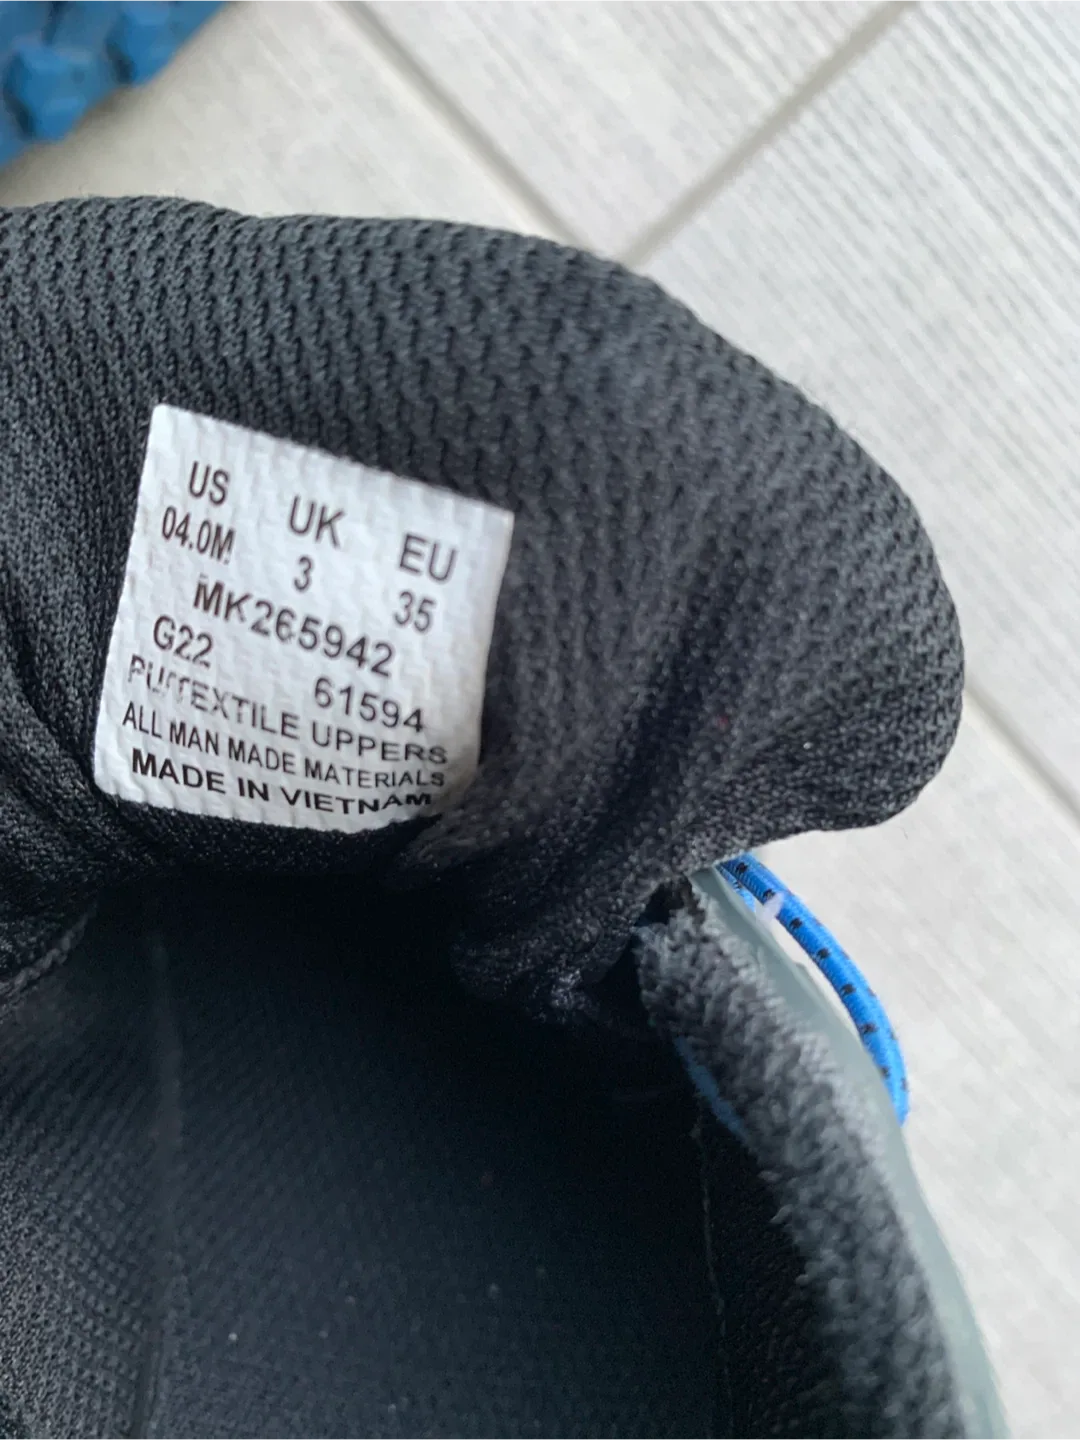 US UK EU
04.0M 3 35
MK265942
G22 61594
PU/TEXTILE UPPERS
ALL MAN MADE MATERIALS
MADE IN VIETNAM